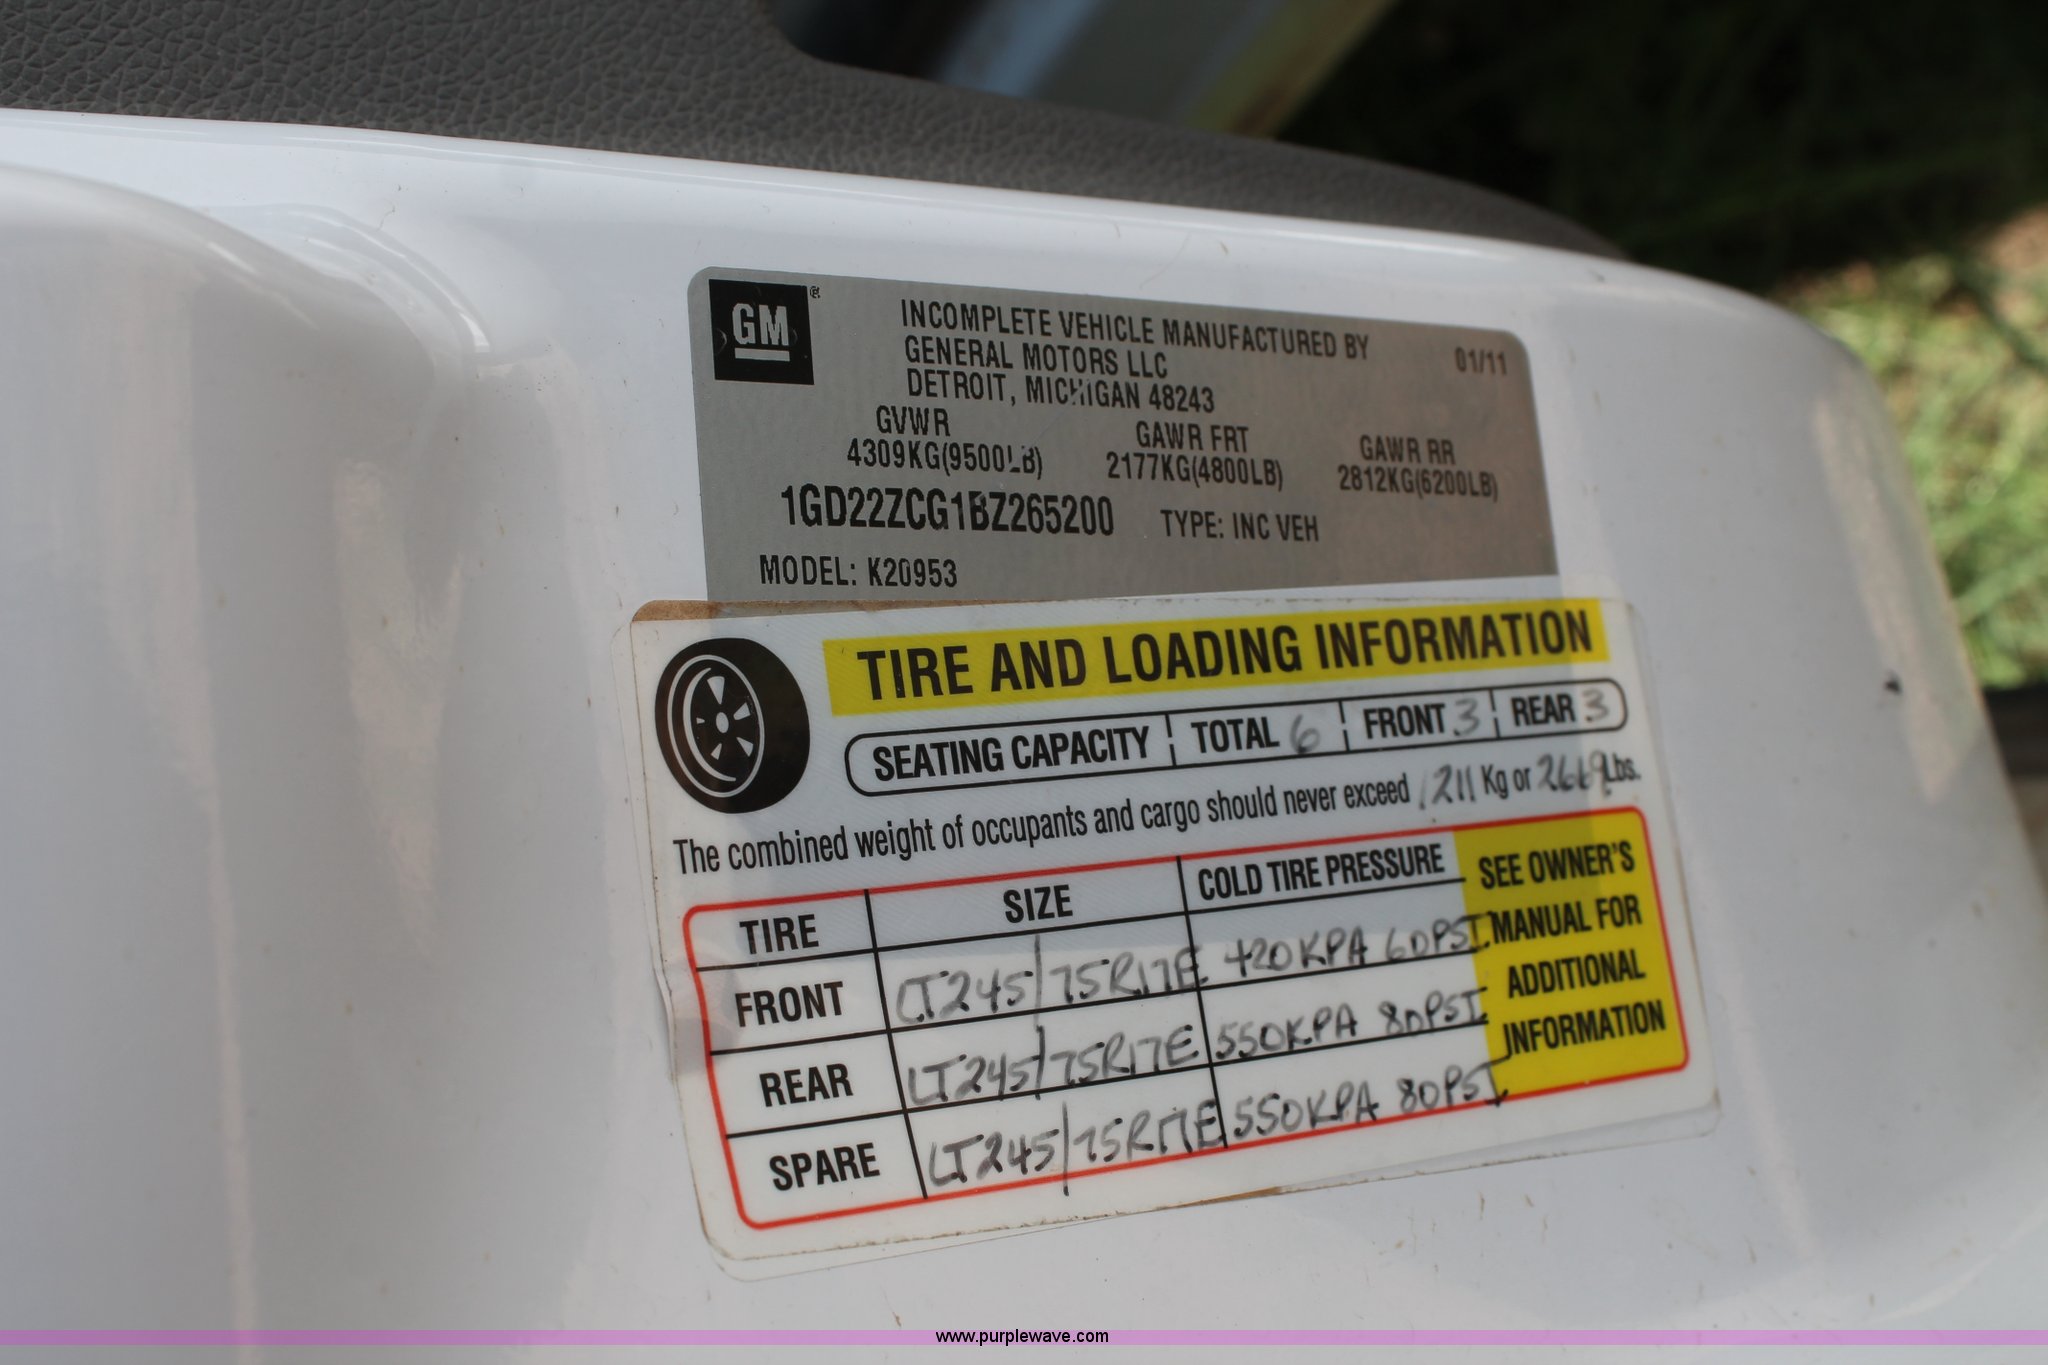 GM
INCOMPLETE VEHICLE MANUFACTURED BY 01/11
GENERAL MOTORS LLC
DETROIT, MICHIGAN 48243
GVWR GAWR FRT GAWR RR
4309KG(9500LB) 2177KG(4800LB) 2812KG(6200LB)
1GD22ZCG1BZ265200 TYPE: INC VEH
MODEL: K20953
TIRE AND LOADING INFORMATION
SEATING CAPACITY TOTAL 6 FRONT 3 REAR 3
The combined weight of occupants and cargo should never exceed 1211 Kg or 2669 Lbs.
TIRE SIZE COLD TIRE PRESSURE
FRONT LT245/75R17E 420KPA 60PSI
REAR LT245/75R17E 550KPA 80PSI
SPARE LT245/75R17E 550KPA 80PSI
SEE OWNER'S
MANUAL FOR
ADDITIONAL
INFORMATION
www.purplewave.com